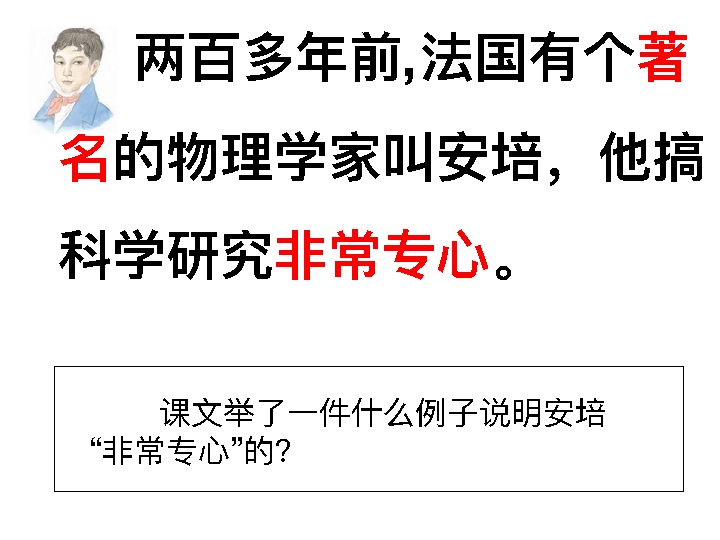 两百多年前,法国有个著
名的物理学家叫安培，他搞
科学研究非常专心。
课文举了一件什么例子说明安培
“非常专心”的?